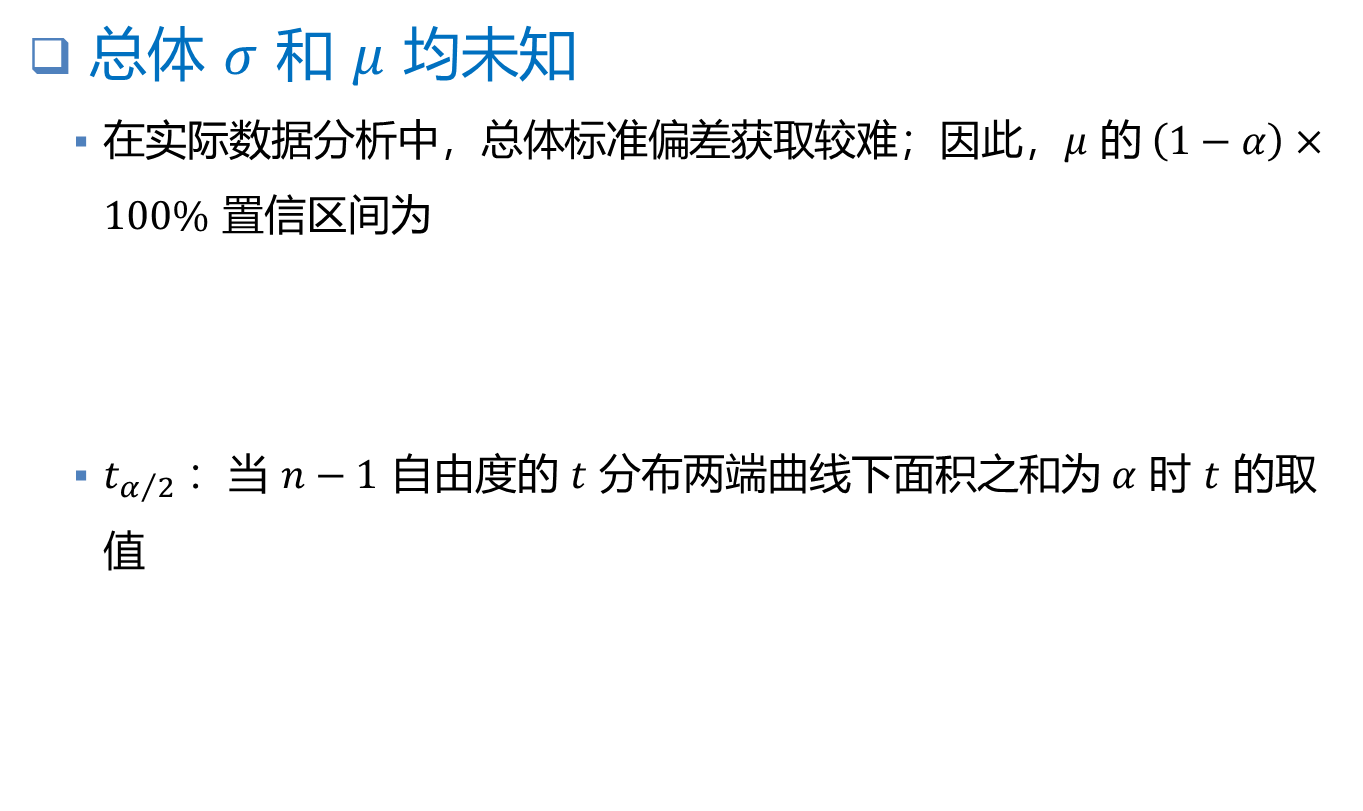 总体 σ 和 μ 均未知
在实际数据分析中，总体标准偏差获取较难；因此，μ 的 (1 − α) ×
100% 置信区间为
t_{α/2}：当 n − 1 自由度的 t 分布两端曲线下面积之和为 α 时 t 的取
值